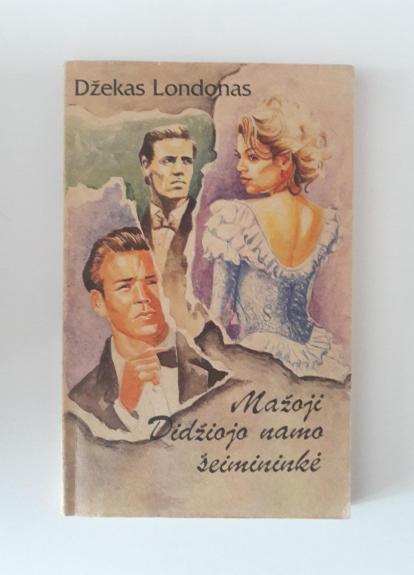 Džekas Londonas
Mažoji
Didžiojo namo
šeimininkė